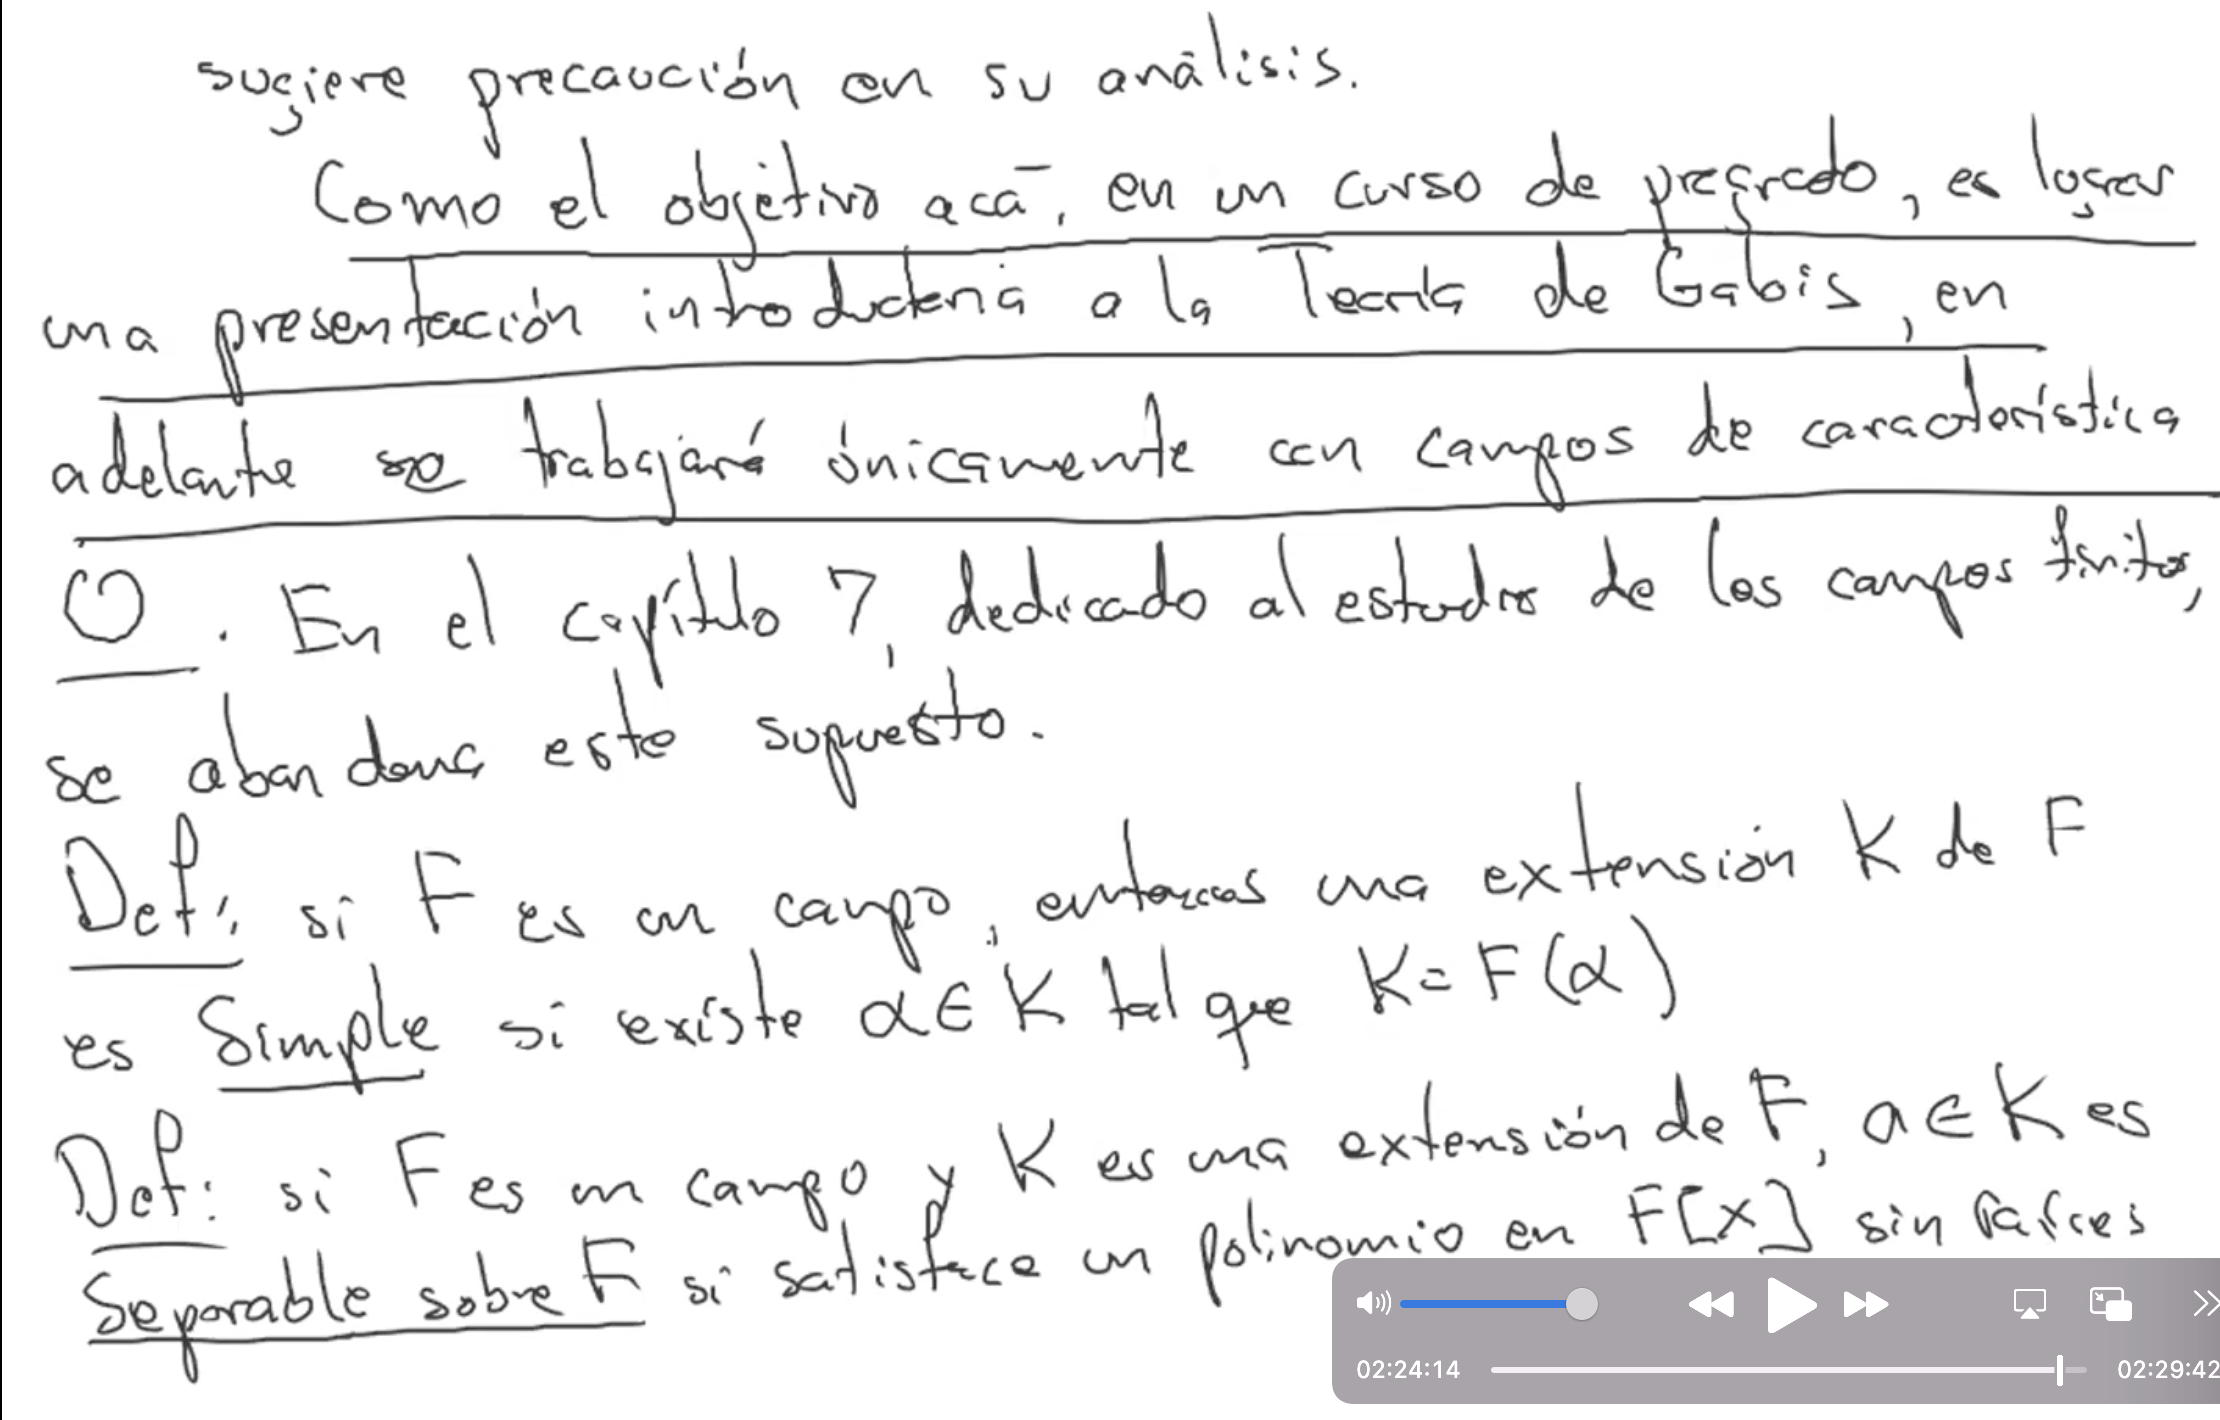 sugiere precaución en su análisis.
Como el objetivo acá, en un curso de pregrado, es lograr
una presentación introductoria a la Teoría de Galois, en
adelante se trabajará únicamente con campos de característica
0. En el capítulo 7, dedicado al estudio de los campos finitos,
se abandona este supuesto.
Def: si F es un campo, entonces una extensión K de F
es Simple si existe α ∈ K tal que K = F(α)
Def: si F es un campo y K es una extensión de F, a ∈ K es
Separable sobre F si satisface un polinomio en F[x] sin raíces
02:24:14 02:29:42